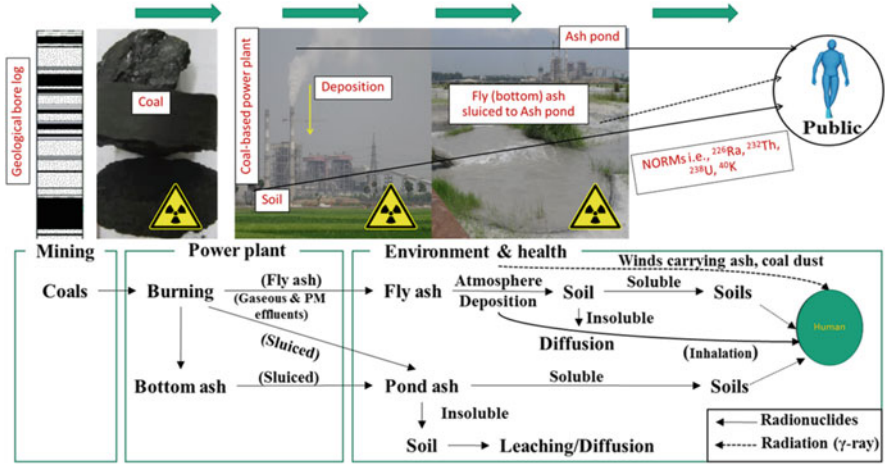 Geological bore log
Coal
Coal-based power plant
Deposition
Soil
Ash pond
Fly (bottom) ash
sluiced to Ash pond
Public
NORMs i.e., ²²⁶Ra, ²³²Th,
²³⁸U, ⁴⁰K
Mining
Power plant
Environment & health
Winds carrying ash, coal dust
Coals
Burning
(Fly ash)
(Gaseous & PM
effluents)
Fly ash
Atmosphere
Deposition
Soil
Soluble
Soils
Insoluble
Diffusion
(Inhalation)
Human
(Sluiced)
Bottom ash
(Sluiced)
Pond ash
Soluble
Soils
Insoluble
Soil
Leaching/Diffusion
Radionuclides
Radiation (γ-ray)